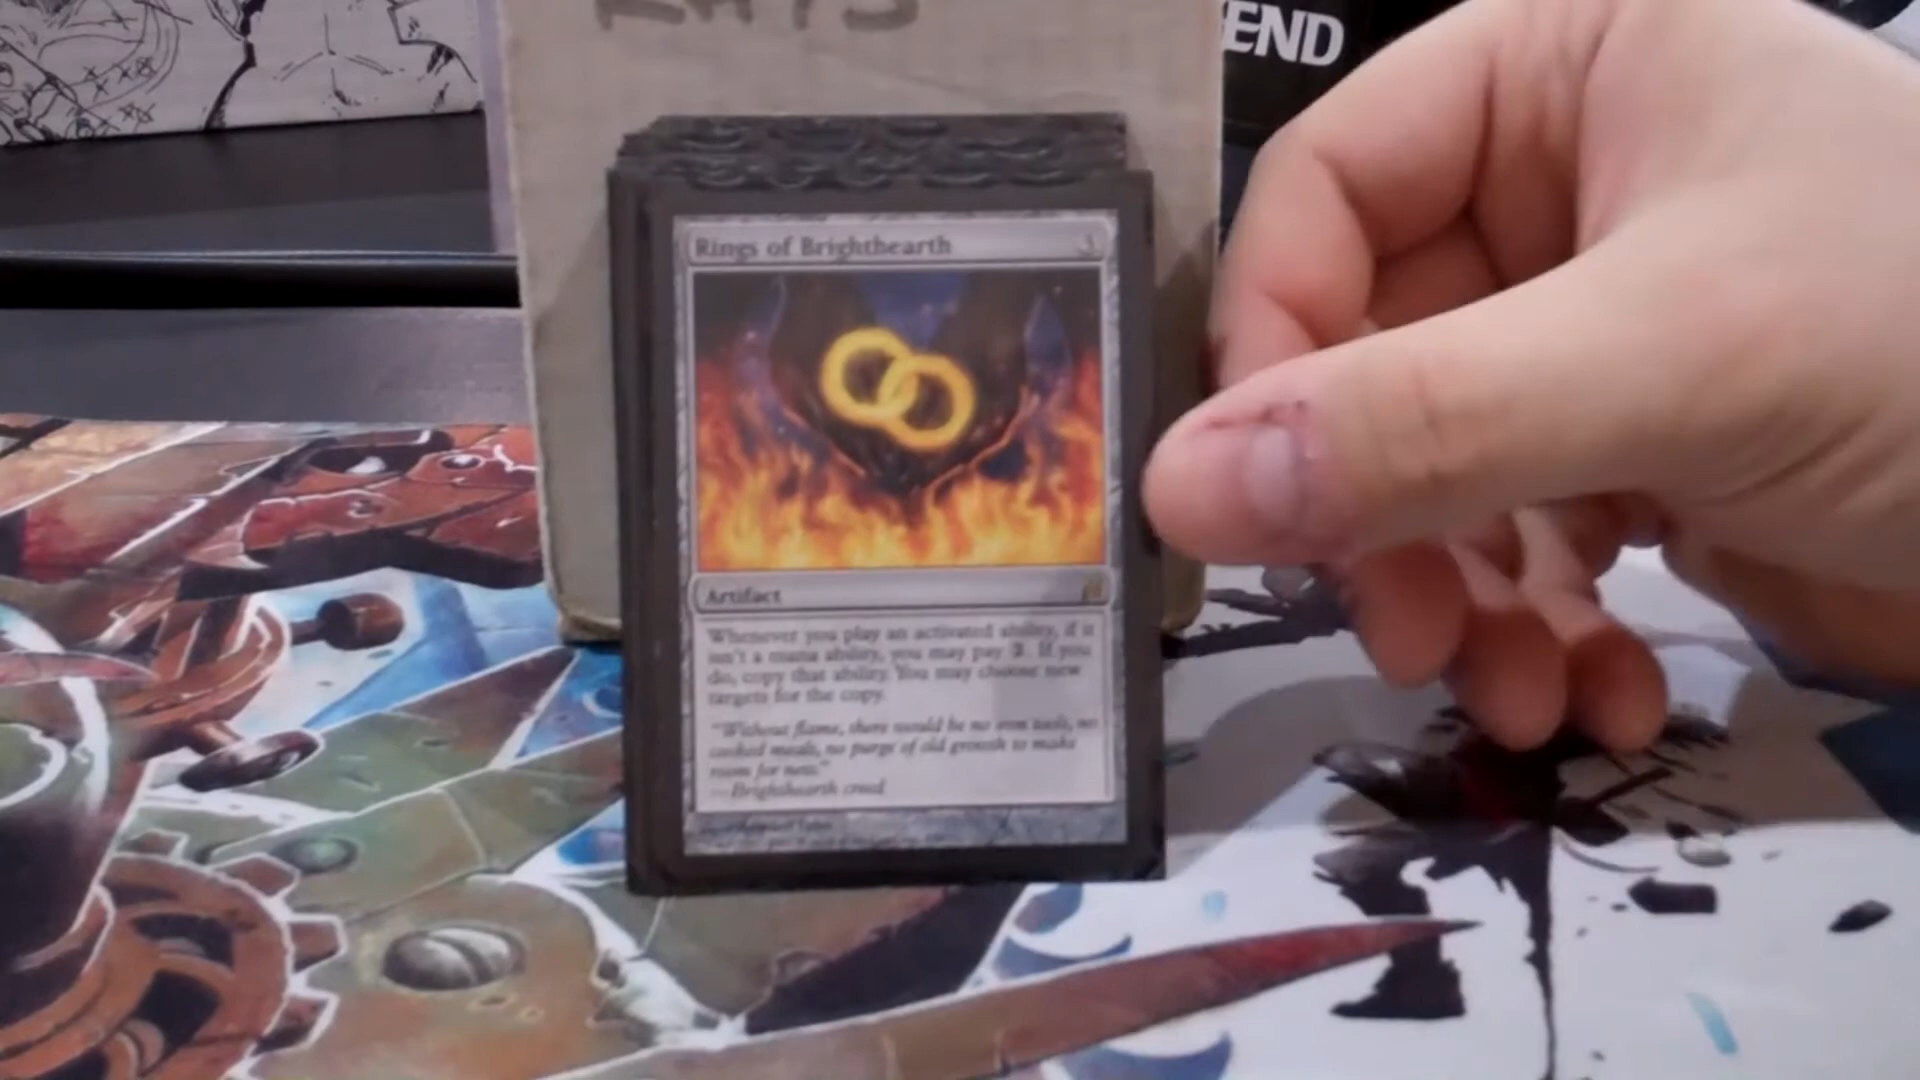 END
Rings of Brighthearth 3
Artifact
Whenever you play an activated ability, if it
isn't a mana ability, you may pay 3. If you
do, copy that ability. You may choose new
targets for the copy.
"Without flame, there would be no iron tools, no
cooked meals, no purge of old growth to make
room for new."
—Brighthearth creed